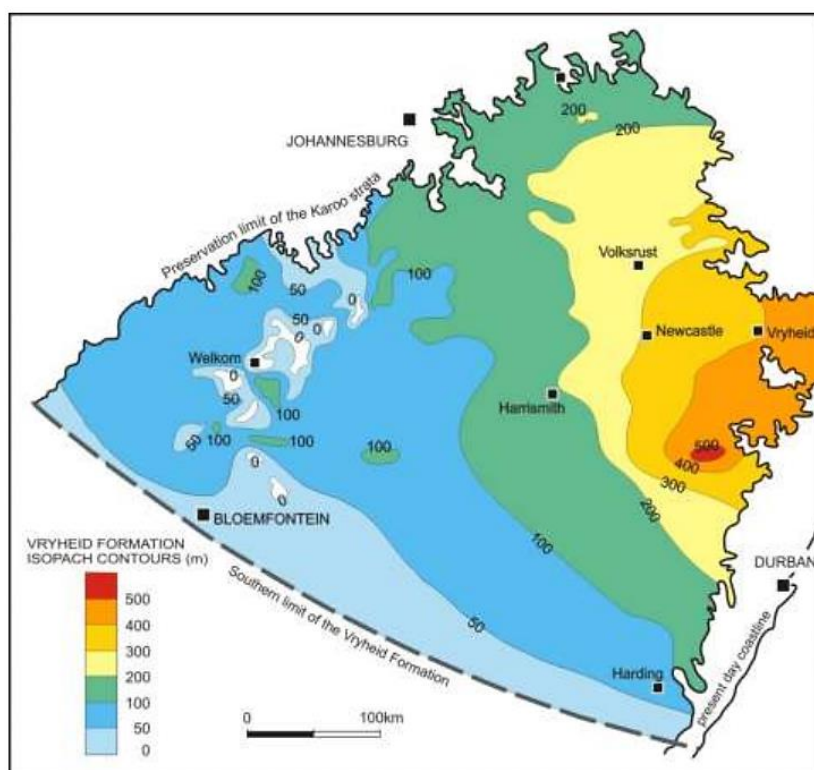 200
200
JOHANNESBURG
Preservation limit of the Karoo strata
Volksrust
100
50
100
0
50
0
0
Newcastle
Vryheid
Welkom
0
Harrismith
50
100
50
100
100
100
500
400
0
300
0
200
BLOEMFONTEIN
100
VRYHEID FORMATION
ISOPACH CONTOURS (m)
DURBAN
500
400
300
200
100
50
0
Southern limit of the Vryheid Formation
50
Harding
present day coastline
0
100km